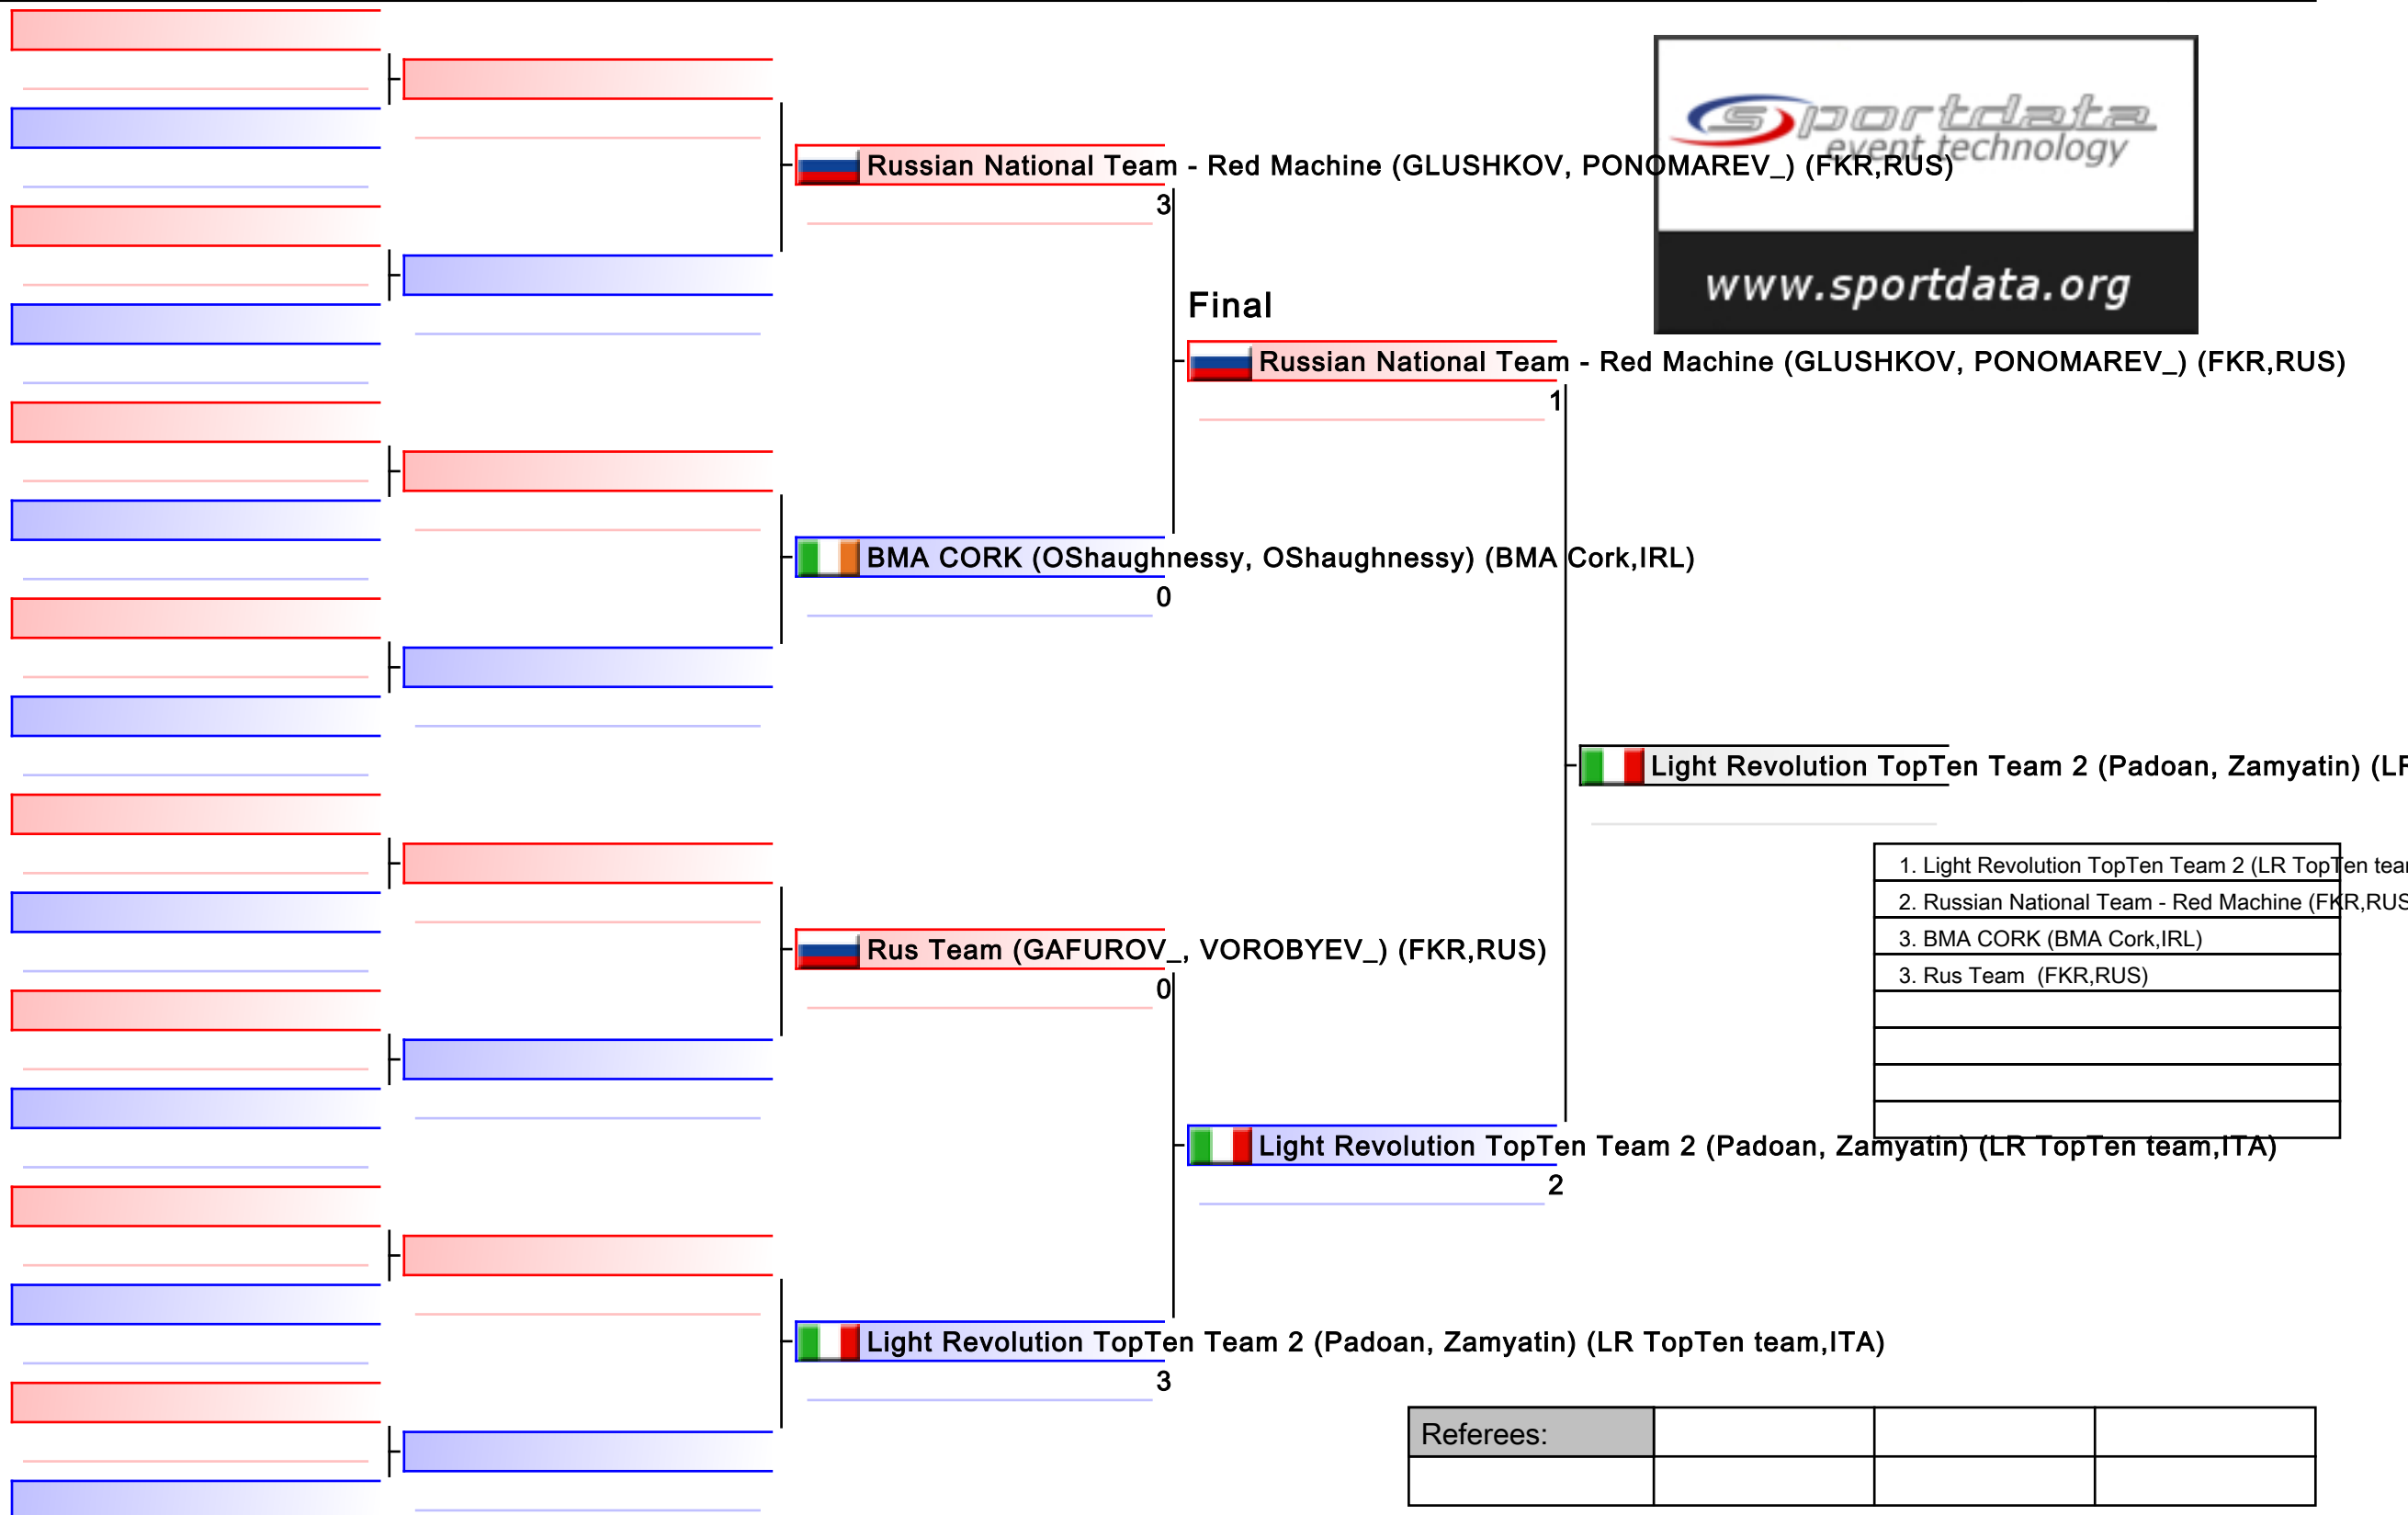 sportdata
event technology
Russian National Team - Red Machine (GLUSHKOV, PONOMAREV_) (FKR,RUS)
3
www.sportdata.org
Final
Russian National Team - Red Machine (GLUSHKOV, PONOMAREV_) (FKR,RUS)
1
BMA CORK (OShaughnessy, OShaughnessy) (BMA Cork,IRL)
0
Light Revolution TopTen Team 2 (Padoan, Zamyatin) (LR
1. Light Revolution TopTen Team 2 (LR TopTen tea
2. Russian National Team - Red Machine (FKR,RUS
3. BMA CORK (BMA Cork,IRL)
Rus Team (GAFUROV_, VOROBYEV_) (FKR,RUS)
3. Rus Team (FKR,RUS)
0
Light Revolution TopTen Team 2 (Padoan, Zamyatin) (LR TopTen team,ITA)
2
Light Revolution TopTen Team 2 (Padoan, Zamyatin) (LR TopTen team,ITA)
3
Referees: